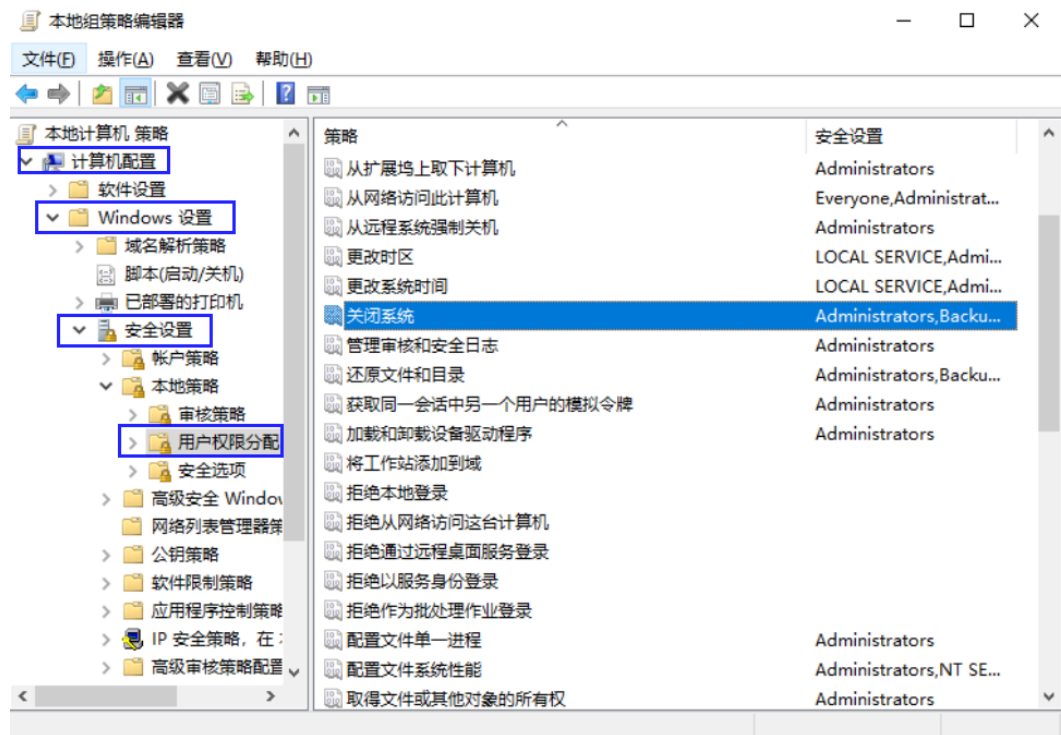 本地组策略编辑器
文件(F) 操作(A) 查看(V) 帮助(H)
本地计算机 策略
计算机配置
软件设置
Windows 设置
域名解析策略
脚本(启动/关机)
已部署的打印机
安全设置
帐户策略
本地策略
审核策略
用户权限分配
安全选项
高级安全 Window
网络列表管理器策
公钥策略
软件限制策略
应用程序控制策略
IP 安全策略，在
高级审核策略配置
策略 安全设置
从扩展坞上取下计算机 Administrators
从网络访问此计算机 Everyone,Administrat...
从远程系统强制关机 Administrators
更改时区 LOCAL SERVICE,Admi...
更改系统时间 LOCAL SERVICE,Admi...
关闭系统 Administrators,Backu...
管理审核和安全日志 Administrators
还原文件和目录 Administrators,Backu...
获取同一会话中另一个用户的模拟令牌 Administrators
加载和卸载设备驱动程序 Administrators
将工作站添加到域
拒绝本地登录
拒绝从网络访问这台计算机
拒绝通过远程桌面服务登录
拒绝以服务身份登录
拒绝作为批处理作业登录
配置文件单一进程 Administrators
配置文件系统性能 Administrators,NT SE...
取得文件或其他对象的所有权 Administrators